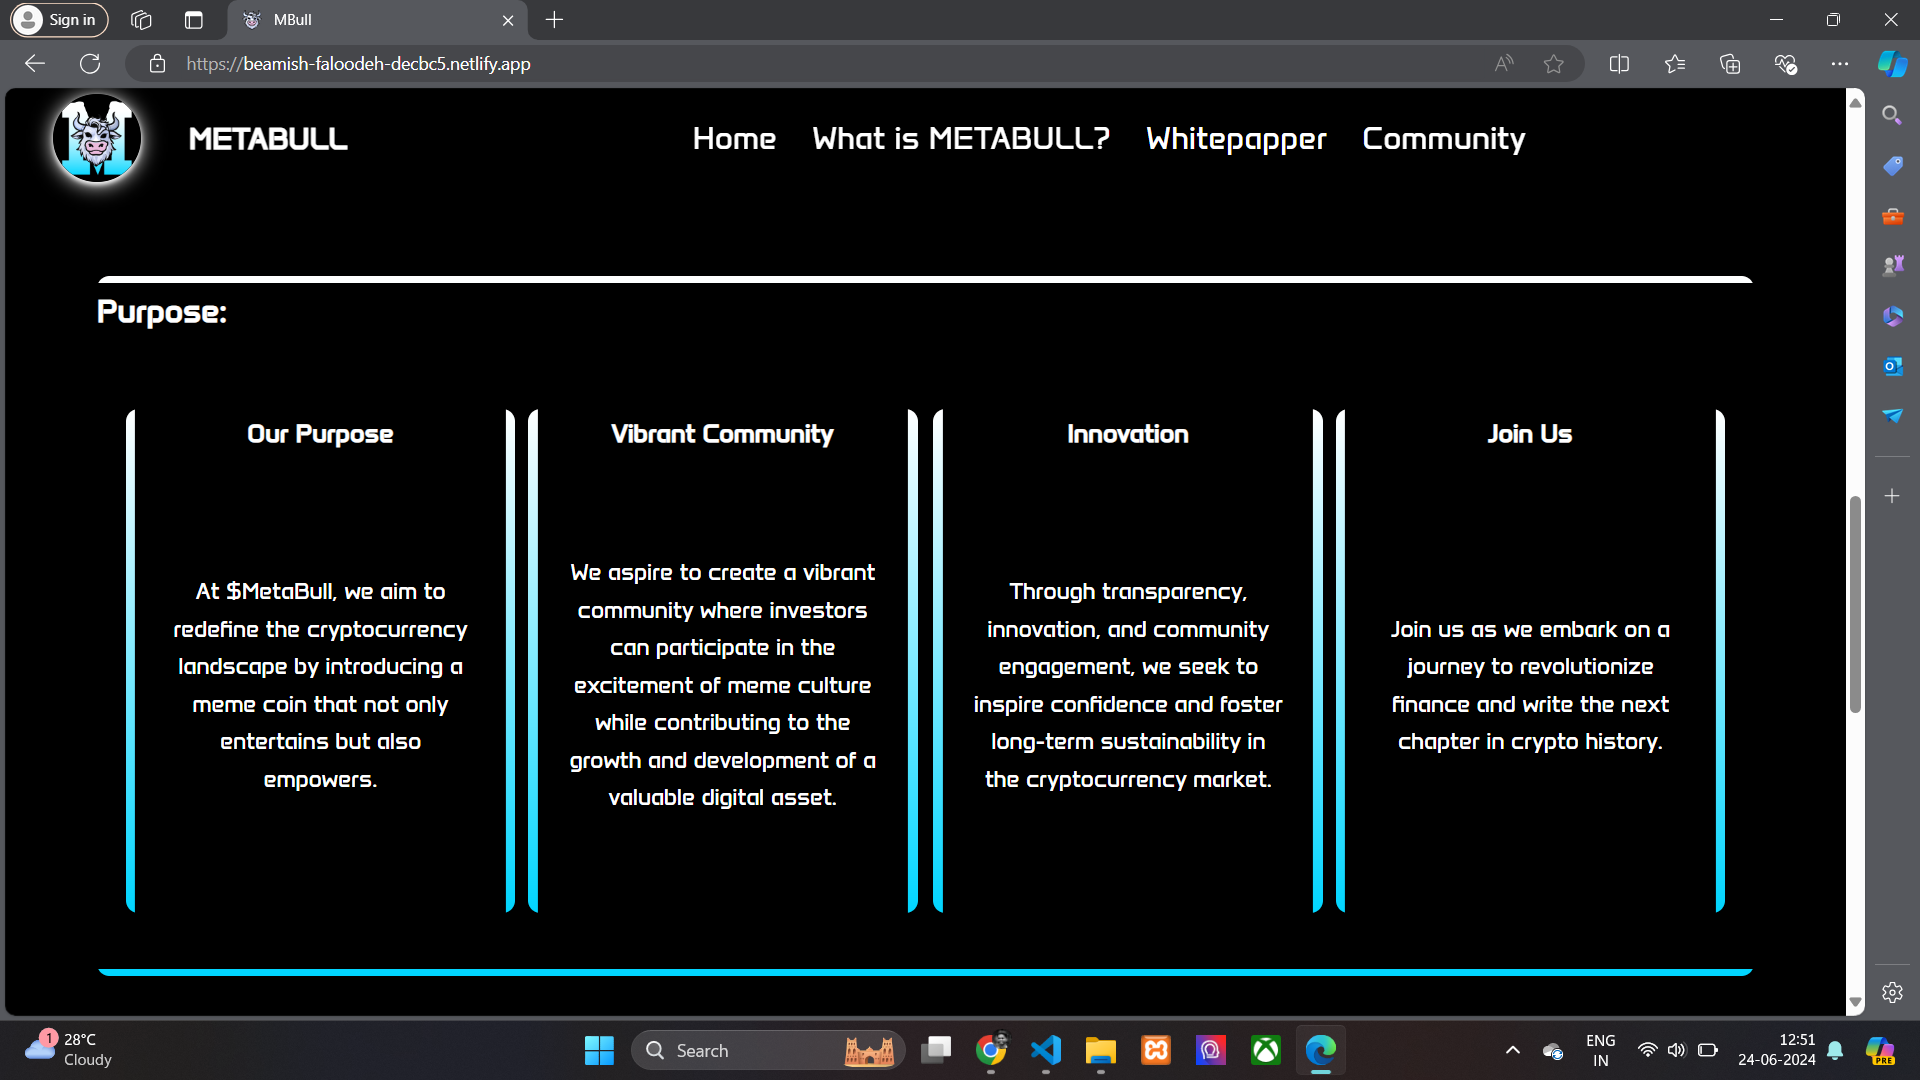 Sign in
MBull
https://beamish-faloodeh-decbc5.netlify.app
METABULL
Home
What is METABULL?
Whitepapper
Community
Purpose:
Our Purpose
At $MetaBull, we aim to
redefine the cryptocurrency
landscape by introducing a
meme coin that not only
entertains but also
empowers.
Vibrant Community
We aspire to create a vibrant
community where investors
can participate in the
excitement of meme culture
while contributing to the
growth and development of a
valuable digital asset.
Innovation
Through transparency,
innovation, and community
engagement, we seek to
inspire confidence and foster
long-term sustainability in
the cryptocurrency market.
Join Us
Join us as we embark on a
journey to revolutionize
finance and write the next
chapter in crypto history.
1
28°C
Cloudy
Search
ENG
IN
12:51
24-06-2024
PRE